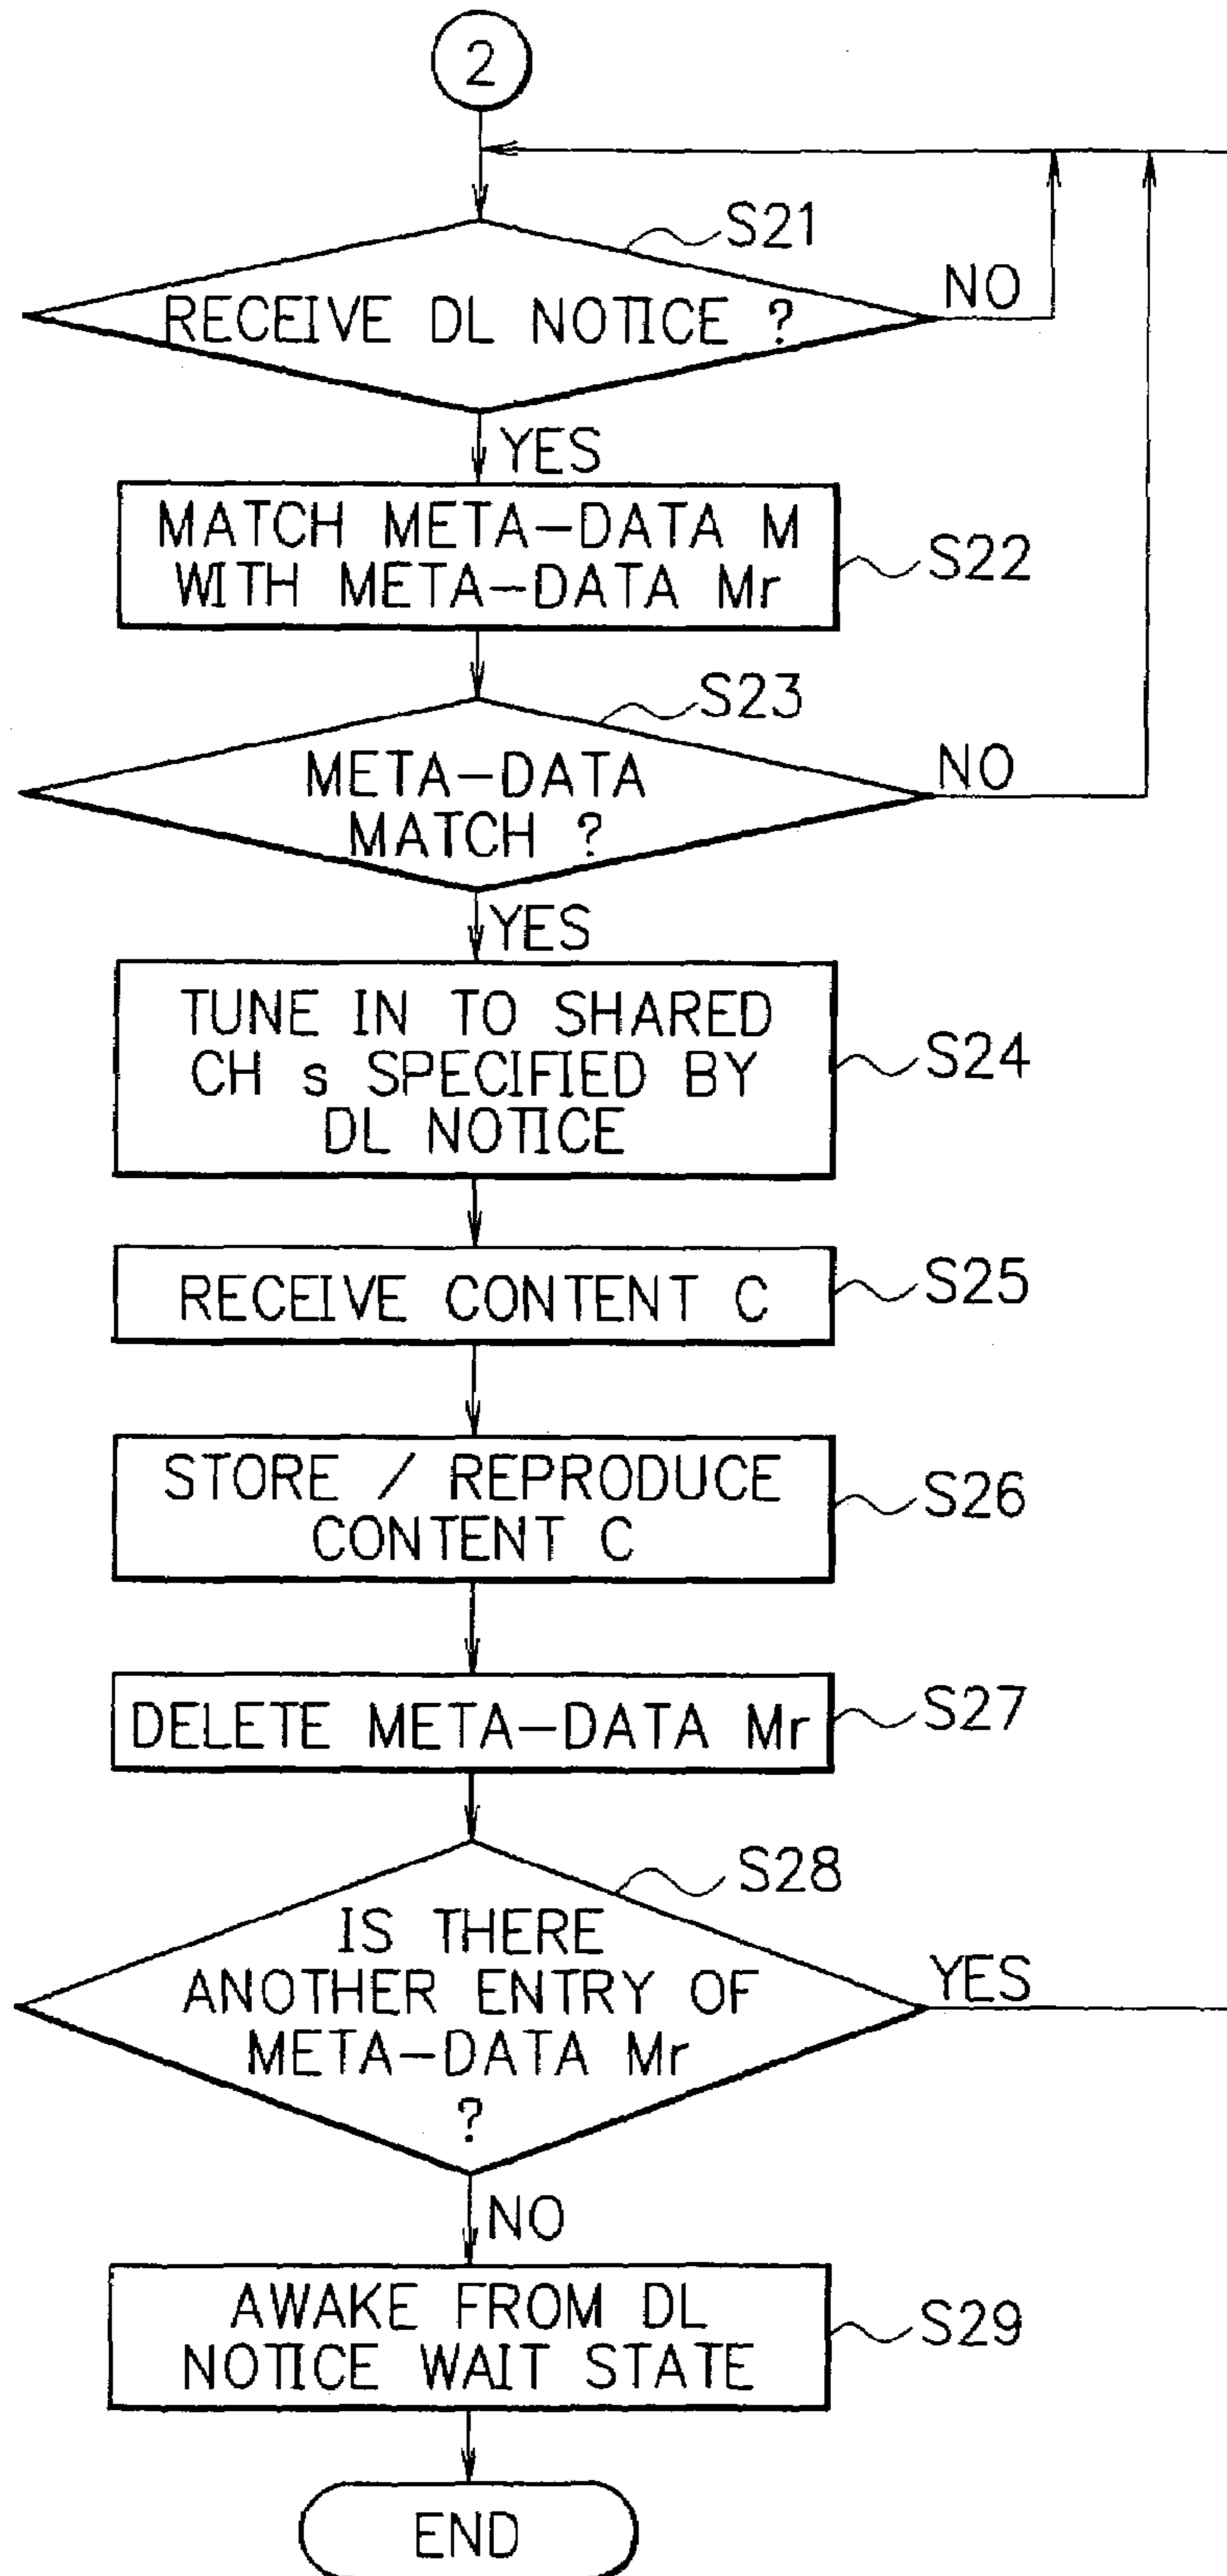 2
S21
RECEIVE DL NOTICE ?
NO
YES
MATCH META-DATA M
WITH META-DATA Mr
S22
S23
META-DATA
MATCH ?
NO
YES
TUNE IN TO SHARED
CH s SPECIFIED BY
DL NOTICE
S24
RECEIVE CONTENT C
S25
STORE / REPRODUCE
CONTENT C
S26
DELETE META-DATA Mr
S27
S28
IS THERE
ANOTHER ENTRY OF
META-DATA Mr
?
YES
NO
AWAKE FROM DL
NOTICE WAIT STATE
S29
END